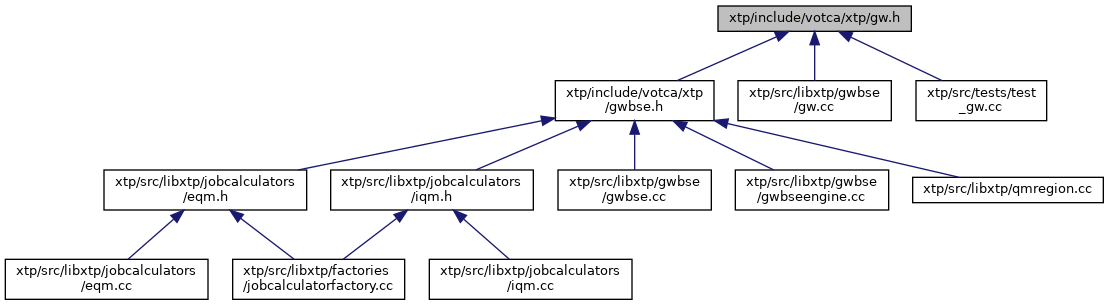 xtp/include/votca/xtp/gw.h
xtp/include/votca/xtp
/gwbse.h
xtp/src/libxtp/gwbse
/gw.cc
xtp/src/tests/test
_gw.cc
xtp/src/libxtp/jobcalculators
/eqm.h
xtp/src/libxtp/jobcalculators
/iqm.h
xtp/src/libxtp/gwbse
/gwbse.cc
xtp/src/libxtp/gwbse
/gwbseengine.cc
xtp/src/libxtp/qmregion.cc
xtp/src/libxtp/jobcalculators
/eqm.cc
xtp/src/libxtp/factories
/jobcalculatorfactory.cc
xtp/src/libxtp/jobcalculators
/iqm.cc